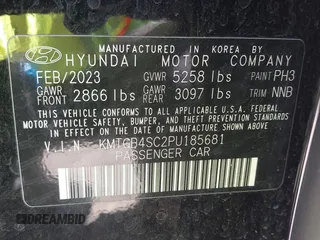 MANUFACTURED IN KOREA BY
HYUNDAI MOTOR COMPANY
FEB/2023 GVWR 5258 lbs PAINT PH3
GAWR FRONT 2866 lbs GAWR REAR 3097 lbs TRIM NNB
THIS VEHICLE CONFORMS TO ALL APPLICABLE FEDERAL
MOTOR VEHICLE SAFETY, BUMPER, AND THEFT PREVENTION
STANDARDS IN EFFECT ON THE DATE OF MANUFACTURE
SHOWN ABOVE.
V.I.N KMTGB4SC2PU185681
PASSENGER CAR
DREAMBID